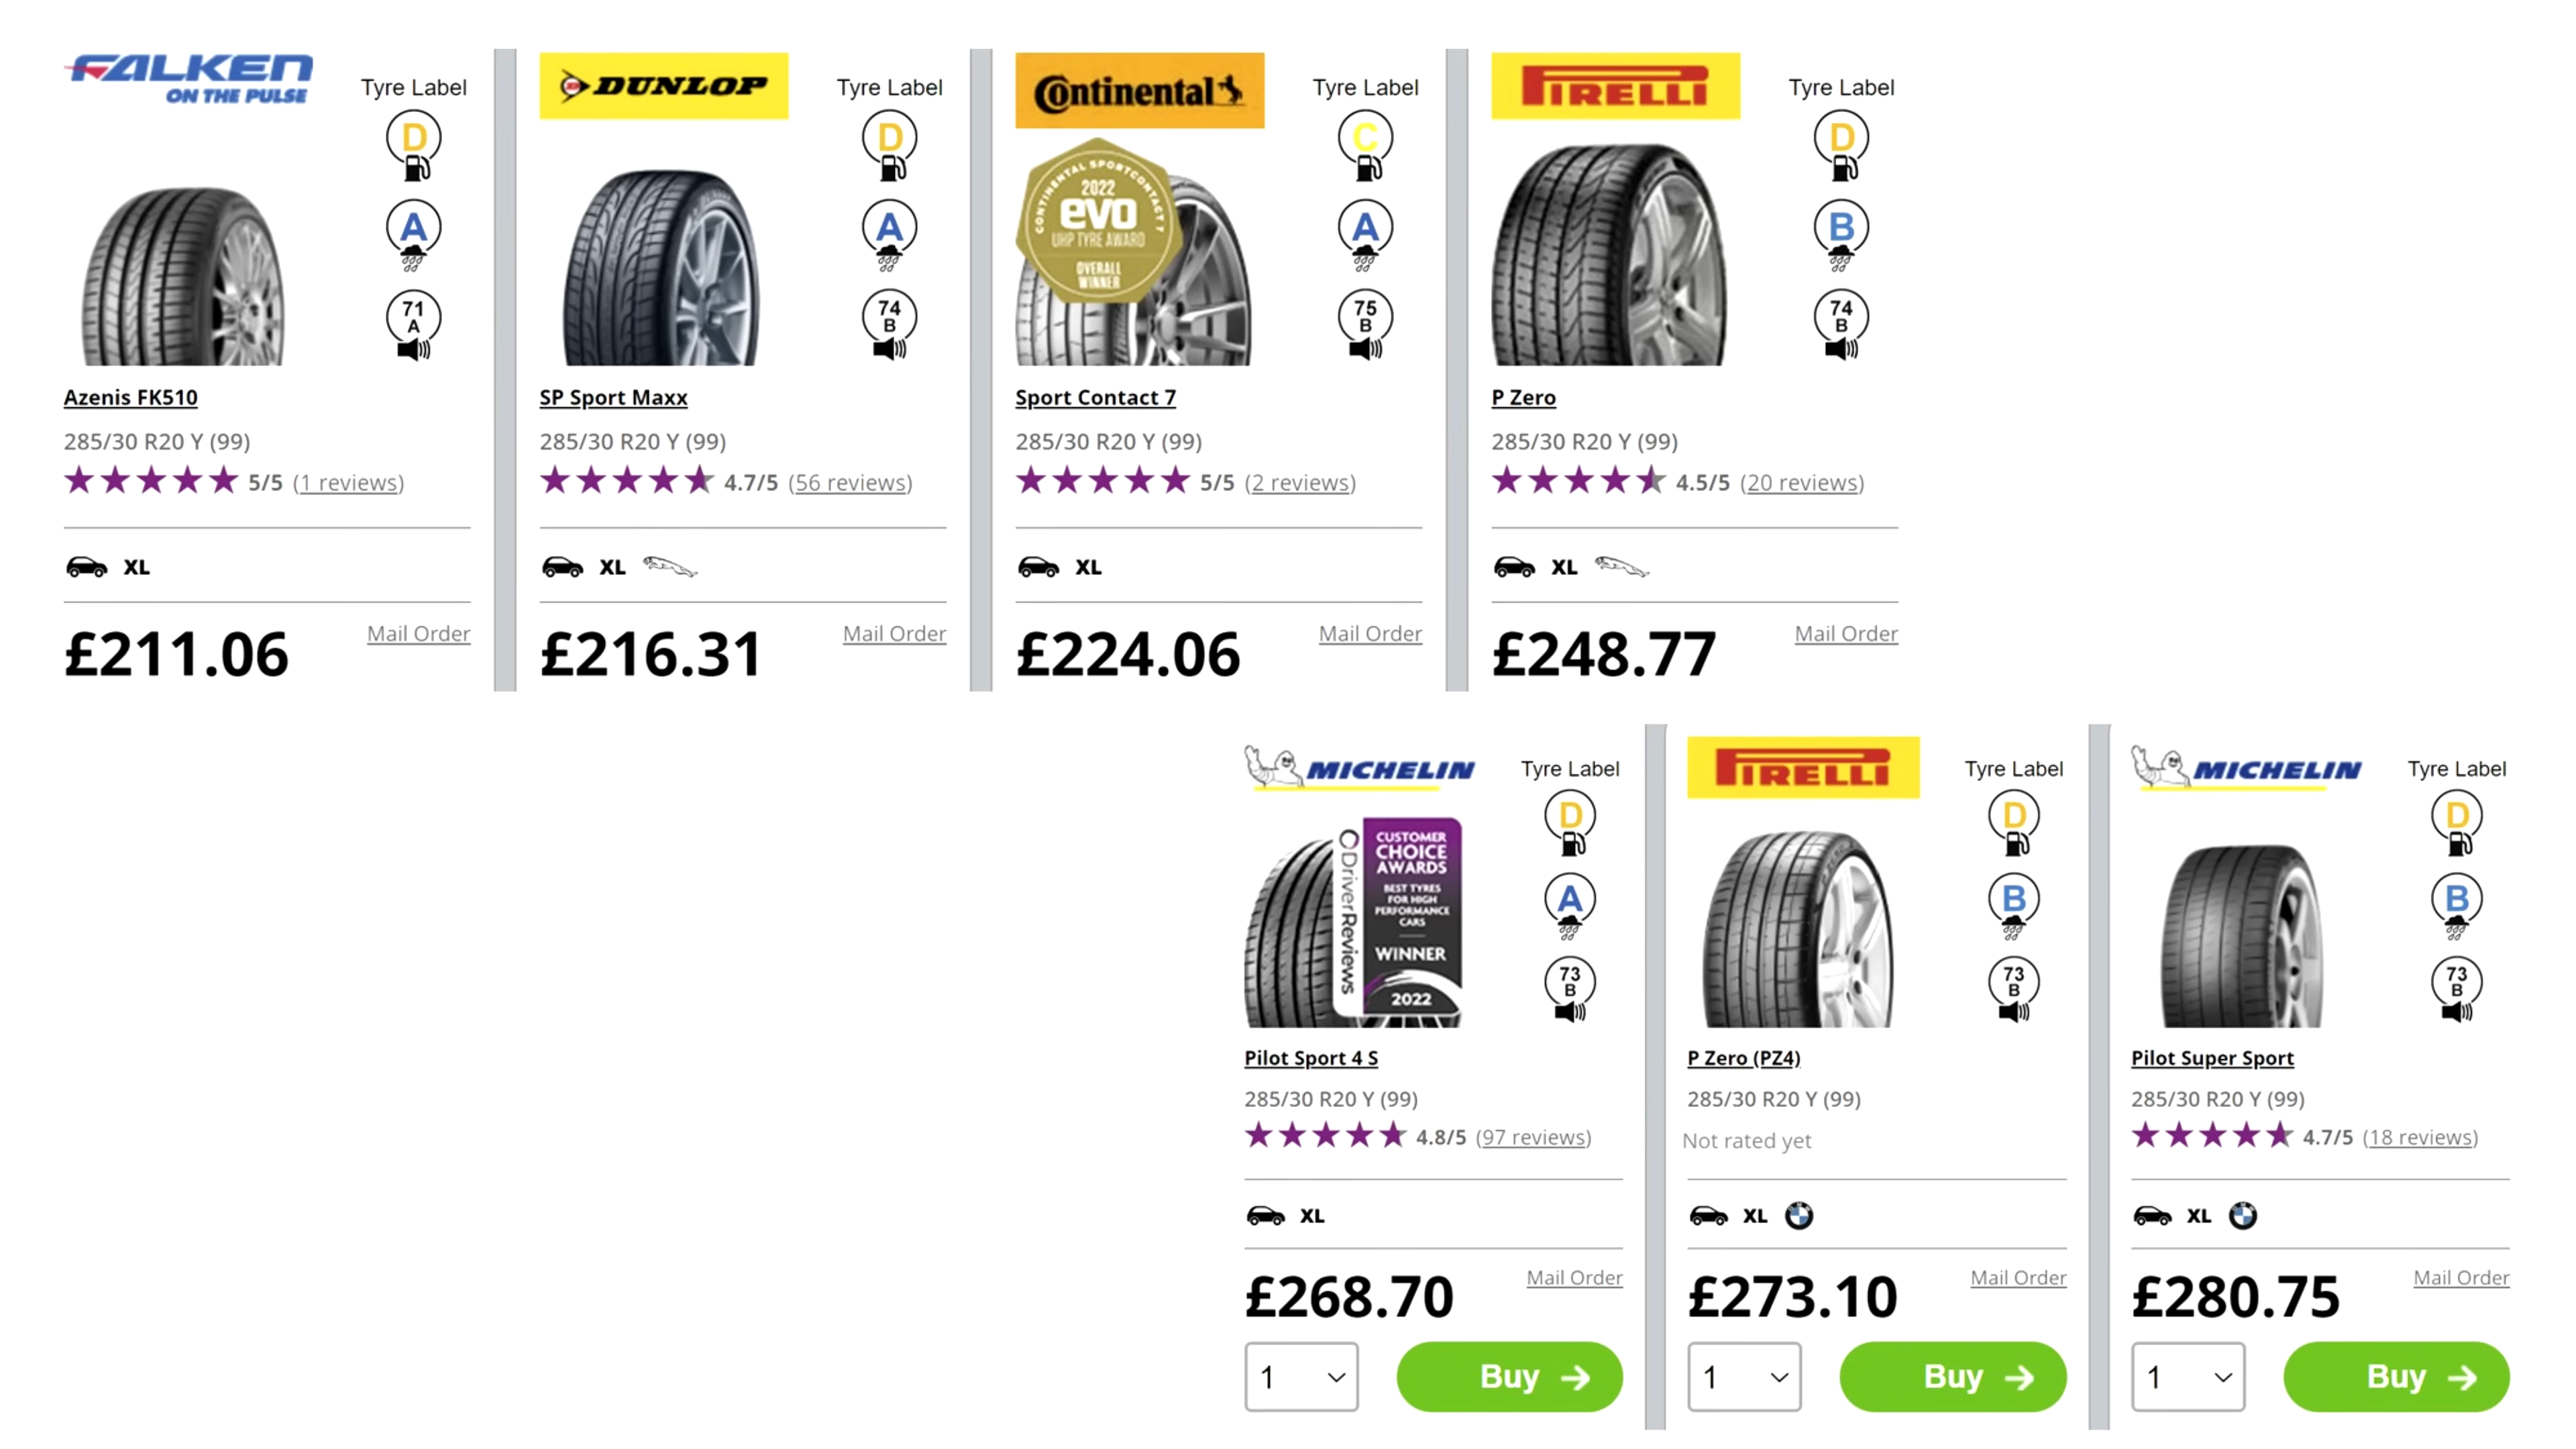 FALKEN
ON THE PULSE
Tyre Label
D
A
71
A
Azenis FK510
285/30 R20 Y (99)
5/5 (1 reviews)
XL
£211.06
Mail Order
DUNLOP
Tyre Label
D
A
74
B
SP Sport Maxx
285/30 R20 Y (99)
4.7/5 (56 reviews)
XL
£216.31
Mail Order
Continental
Tyre Label
CONTINENTAL SPORTCONTACT 7
2022
evo
UHP TYRE AWARD
OVERALL
WINNER
C
A
75
B
Sport Contact 7
285/30 R20 Y (99)
5/5 (2 reviews)
XL
£224.06
Mail Order
PIRELLI
Tyre Label
D
B
74
B
P Zero
285/30 R20 Y (99)
4.5/5 (20 reviews)
XL
£248.77
Mail Order
MICHELIN
Tyre Label
DriverReviews
CUSTOMER
CHOICE
AWARDS
BEST TYRES
FOR HIGH
PERFORMANCE
CARS
WINNER
2022
D
A
73
B
Pilot Sport 4 S
285/30 R20 Y (99)
4.8/5 (97 reviews)
XL
£268.70
Mail Order
1
Buy
PIRELLI
Tyre Label
D
B
73
B
P Zero (PZ4)
285/30 R20 Y (99)
Not rated yet
XL
£273.10
Mail Order
1
Buy
MICHELIN
Tyre Label
D
B
73
B
Pilot Super Sport
285/30 R20 Y (99)
4.7/5 (18 reviews)
XL
£280.75
Mail Order
1
Buy